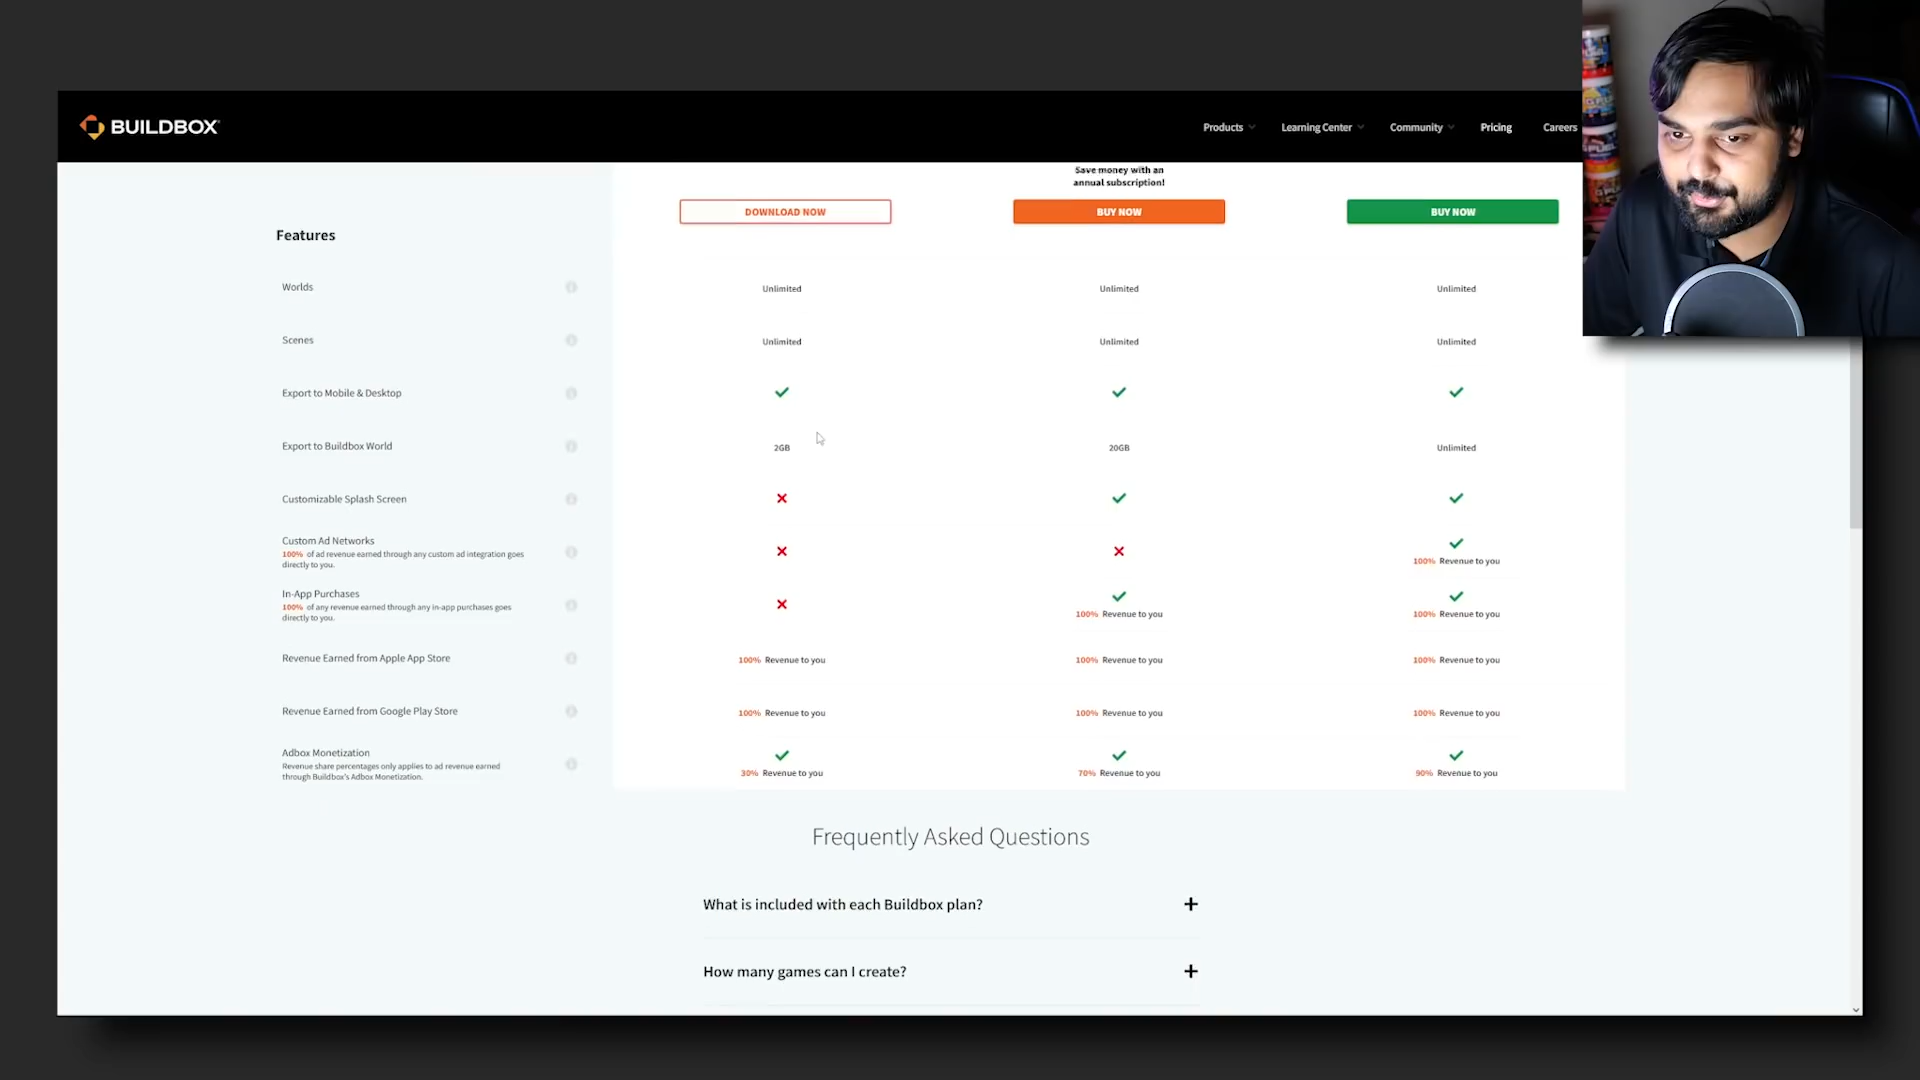 BUILDBOX
Products
Learning Center
Community
Pricing
Careers
Save money with an
annual subscription!
DOWNLOAD NOW
BUY NOW
BUY NOW
Features
Worlds
Unlimited
Unlimited
Unlimited
Scenes
Unlimited
Unlimited
Unlimited
Export to Mobile & Desktop
Export to Buildbox World
2GB
20GB
Unlimited
Customizable Splash Screen
Custom Ad Networks
100% of ad revenue earned through any custom ad integration goes
directly to you.
100% Revenue to you
In-App Purchases
100% of any revenue earned through any in-app purchases goes
directly to you.
100% Revenue to you
100% Revenue to you
Revenue Earned from Apple App Store
100% Revenue to you
100% Revenue to you
100% Revenue to you
Revenue Earned from Google Play Store
100% Revenue to you
100% Revenue to you
100% Revenue to you
Adbox Monetization
Revenue share percentages only applies to ad revenue earned
through Buildbox's Adbox Monetization.
30% Revenue to you
70% Revenue to you
90% Revenue to you
Frequently Asked Questions
What is included with each Buildbox plan?
How many games can I create?